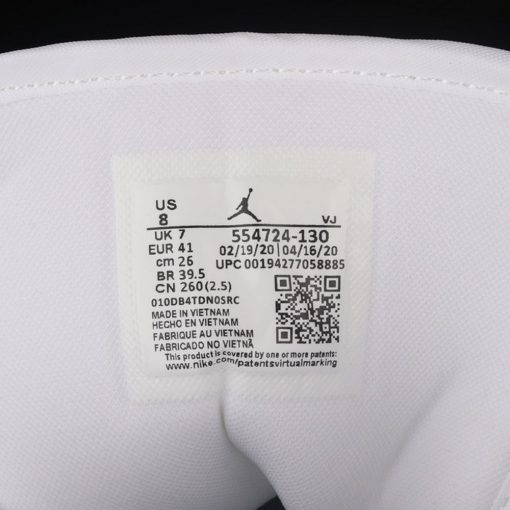 US
8
VJ
UK 7
554724-130
EUR 41
02/19/20 | 04/16/20
cm 26
UPC 00194277058885
BR 39.5
CN 260(2.5)
010DB4TDN0SRC
MADE IN VIETNAM
HECHO EN VIETNAM
FABRIQUE AU VIETNAM
FABRICADO NO VIETNÃ
This product is covered by one or more patents:
www.nike.com/patentsvirtualmarking